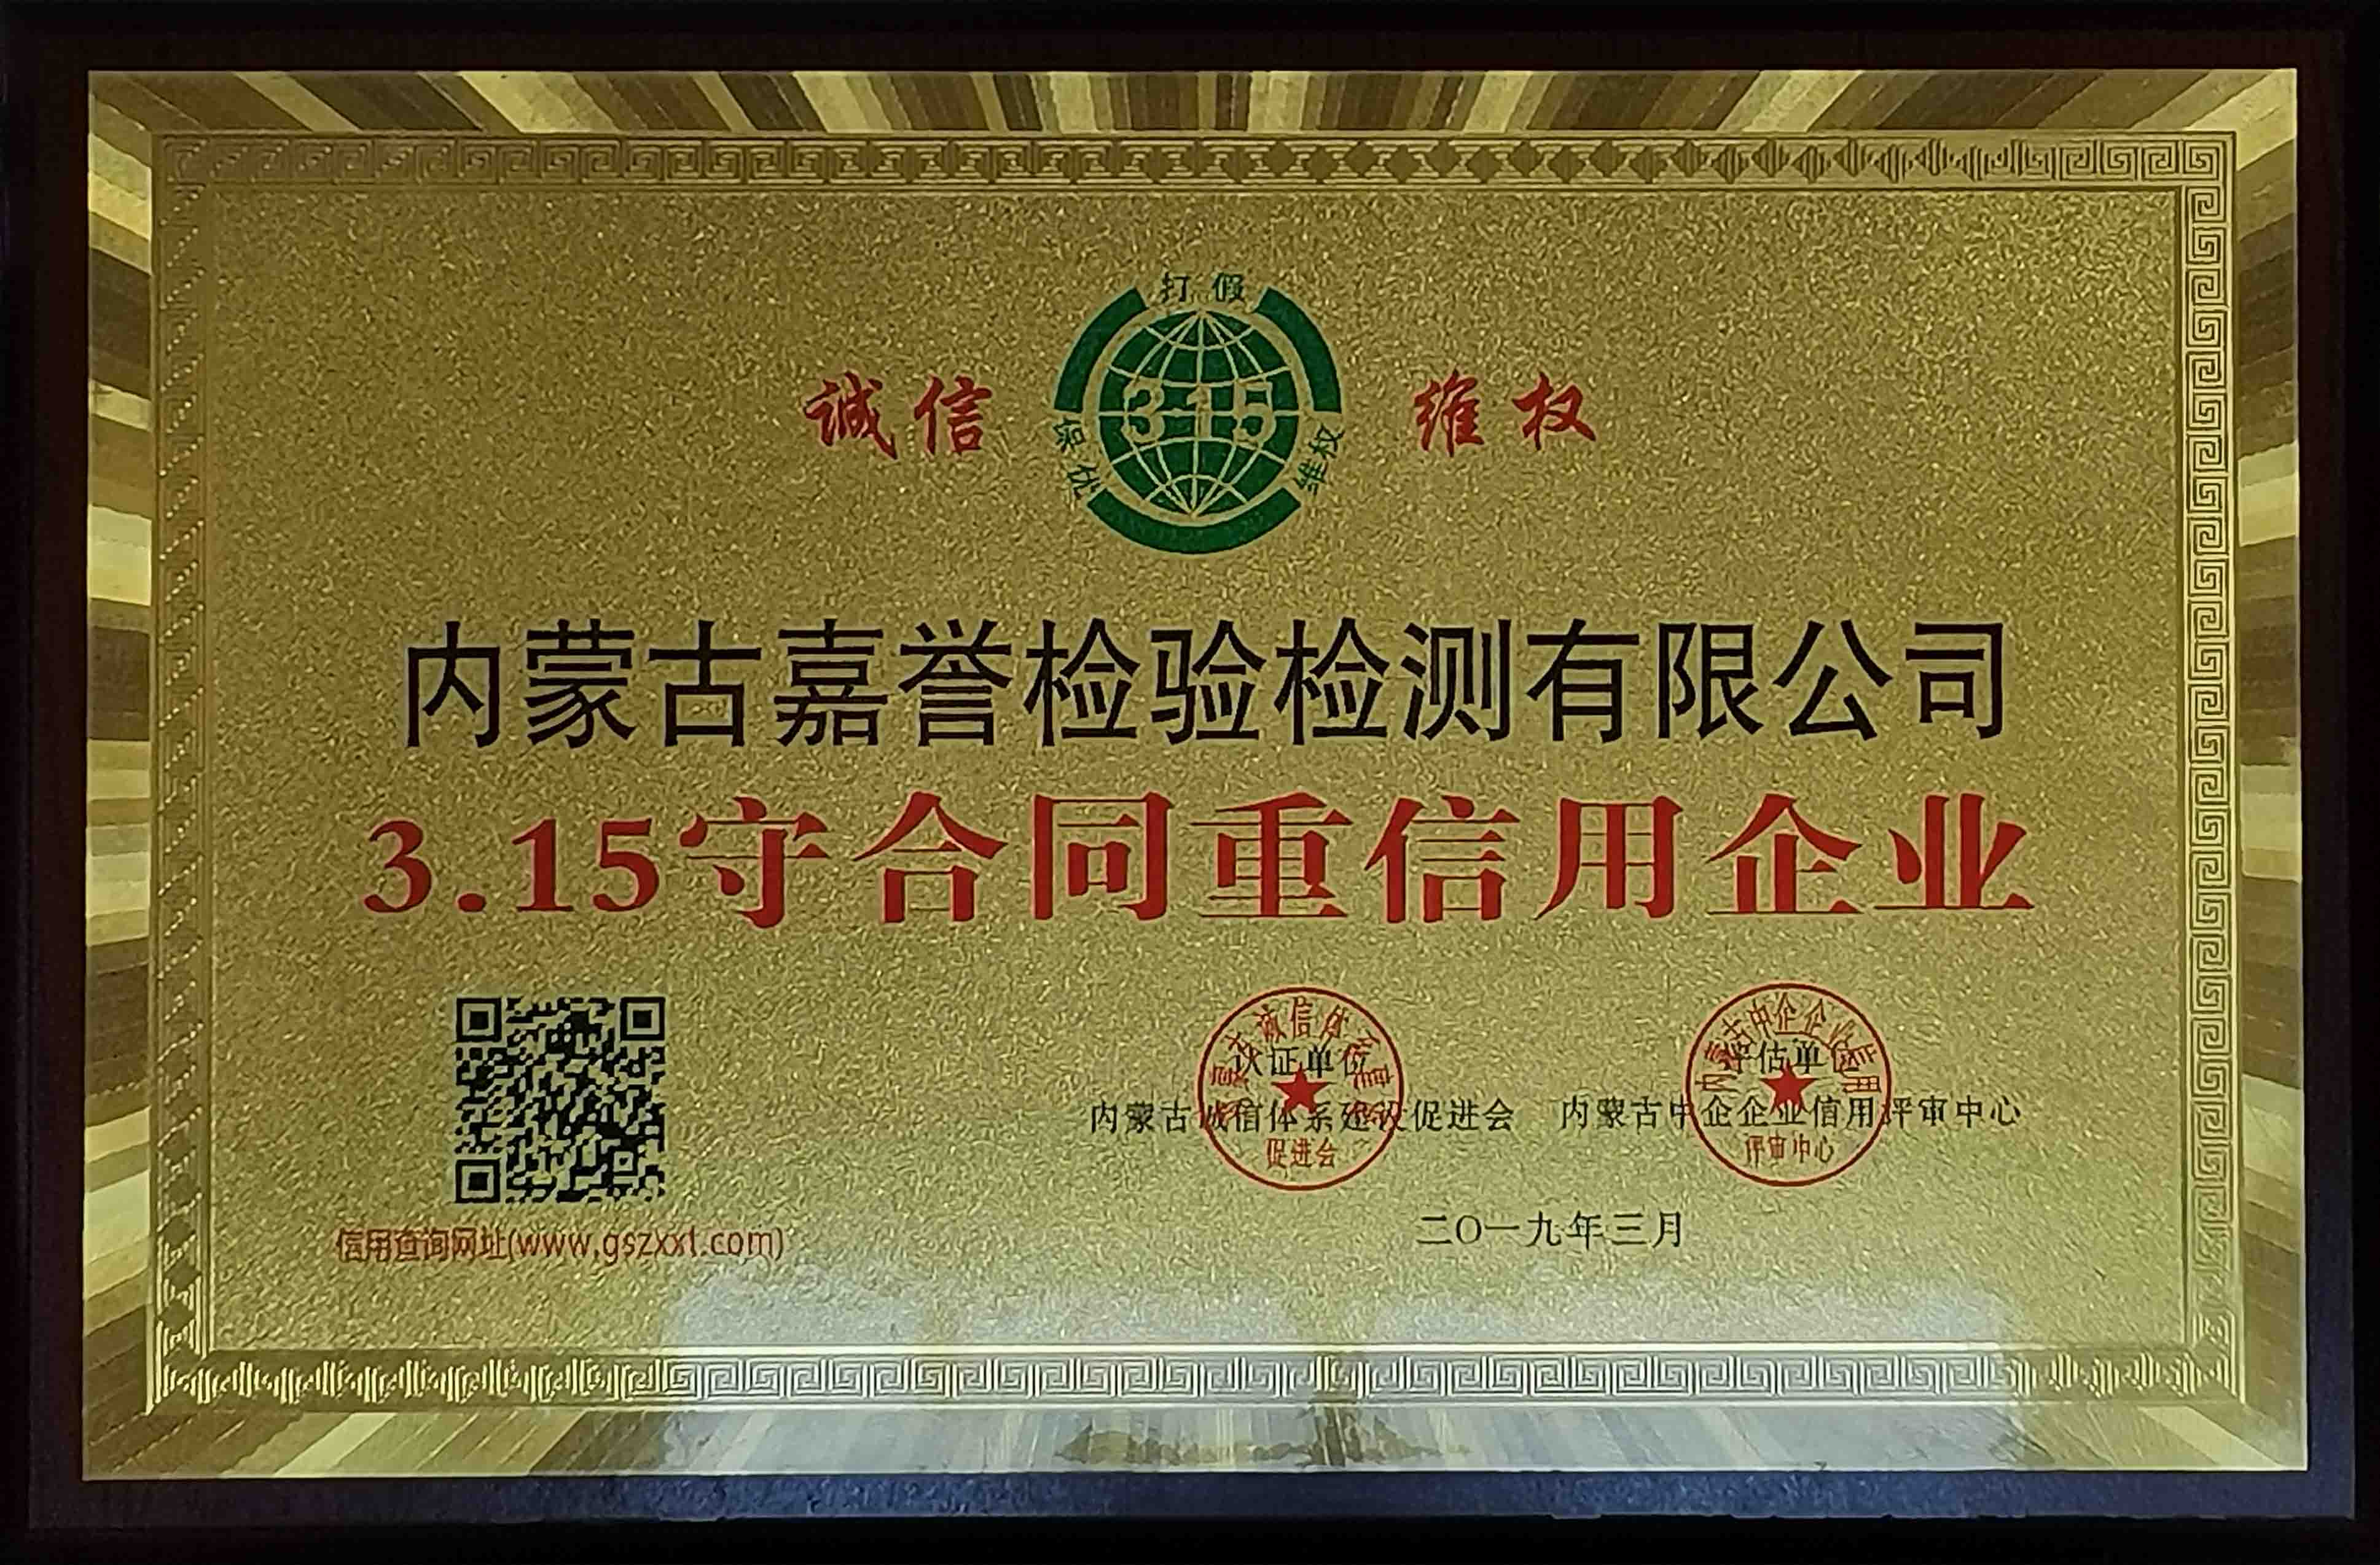 打假
诚信
315
维权
保优
维权
内蒙古嘉誉检验检测有限公司
3.15守合同重信用企业
认证单位
评估单位
内蒙古诚信体系建设促进会
内蒙古中企企业信用评审中心
促进会
评审中心
二〇一九年三月
信用查询网址(www.gszxxt.com)